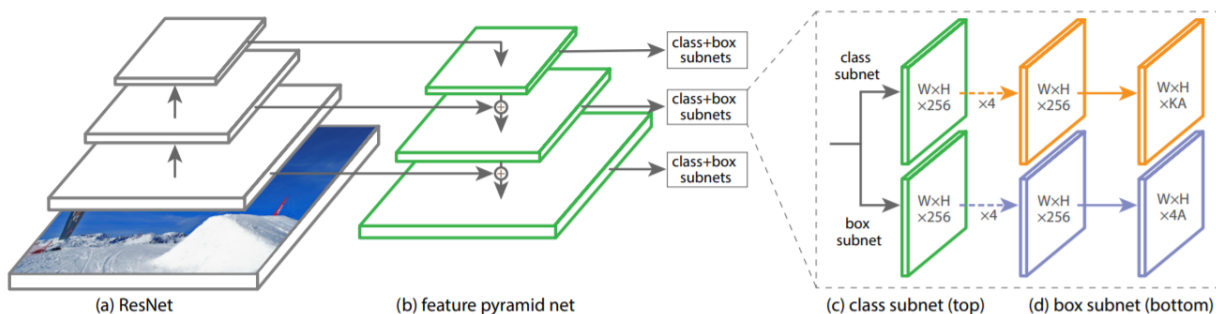 class+box
subnets
class+box
subnets
class+box
subnets
class
subnet
W×H
×256
×4
W×H
×256
W×H
×KA
box
subnet
W×H
×256
×4
W×H
×256
W×H
×4A
(a) ResNet
(b) feature pyramid net
(c) class subnet (top)
(d) box subnet (bottom)